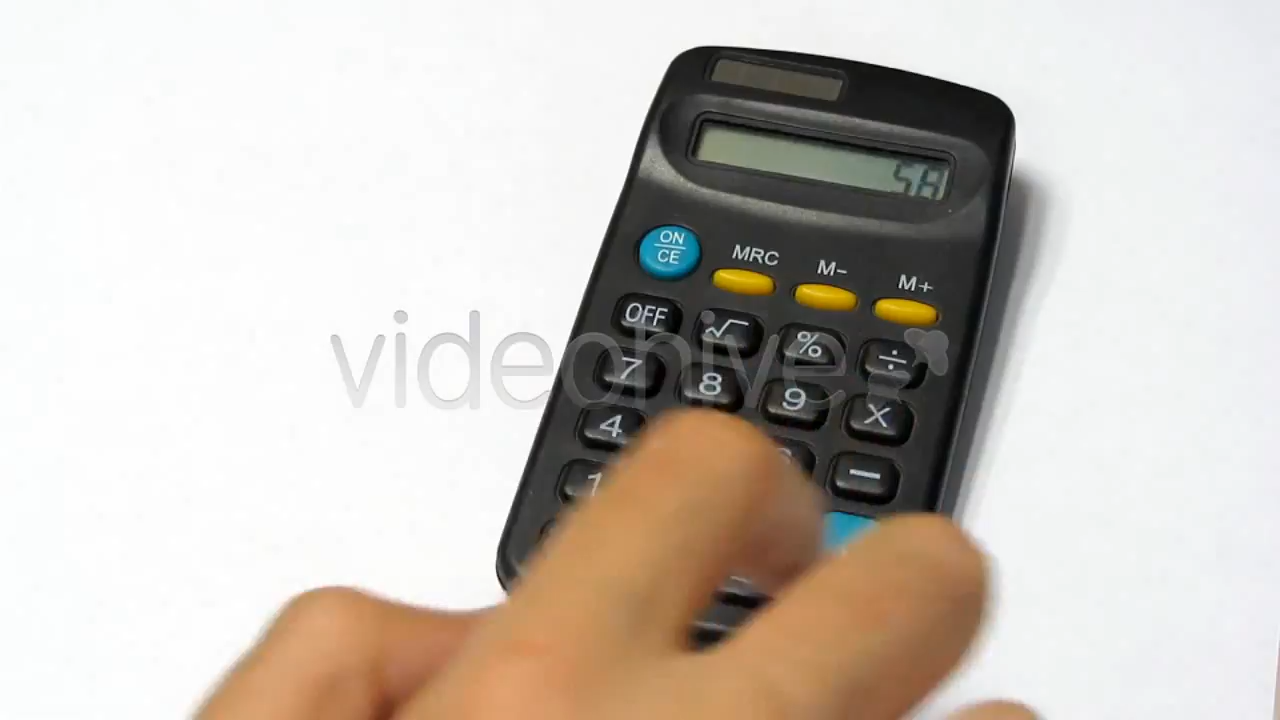 58
ON
CE
MRC M- M+
OFF √ % ÷
videohive
7 8 9 X
4
1
−